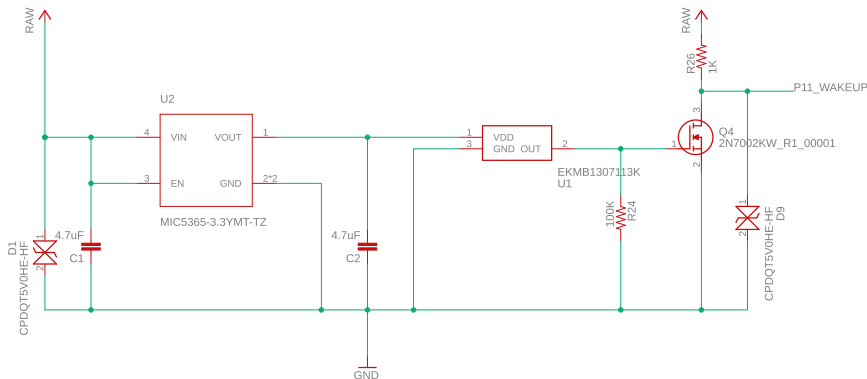 RAW
RAW
R26
1K
P11_WAKEUP
U2
4
VIN
VOUT
1
3
EN
GND
2*2
MIC5365-3.3YMT-TZ
1
3
VDD
GND OUT
2
EKMB1307113K
U1
3
Q4
1
2N7002KW_R1_00001
2
100K
R24
1
2
CPDQT5V0HE-HF
D9
D1
CPDQT5V0HE-HF
1
2
4.7uF
C1
4.7uF
C2
GND